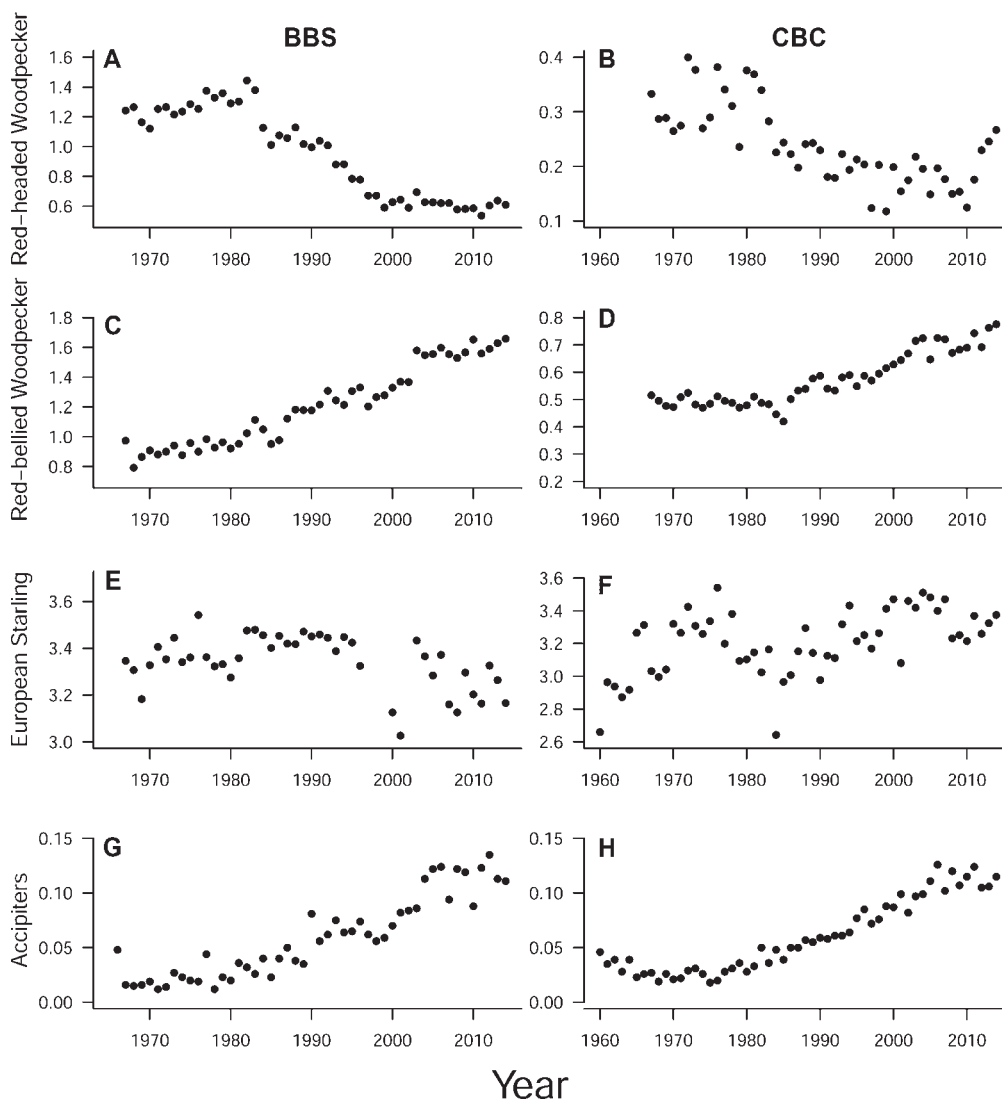 BBS
CBC
Red-headed Woodpecker
A
1.6
1.4
1.2
1.0
0.8
0.6
1970 1980 1990 2000 2010
B
0.4
0.3
0.2
0.1
1960 1970 1980 1990 2000 2010
Red-bellied Woodpecker
C
1.8
1.6
1.4
1.2
1.0
0.8
1970 1980 1990 2000 2010
D
0.8
0.7
0.6
0.5
0.4
0.3
0.2
1960 1970 1980 1990 2000 2010
European Starling
E
3.6
3.4
3.2
3.0
1970 1980 1990 2000 2010
F
3.6
3.4
3.2
3.0
2.8
2.6
1960 1970 1980 1990 2000 2010
Accipiters
G
0.15
0.10
0.05
0.00
1970 1980 1990 2000 2010
H
0.15
0.10
0.05
0.00
1960 1970 1980 1990 2000 2010
Year